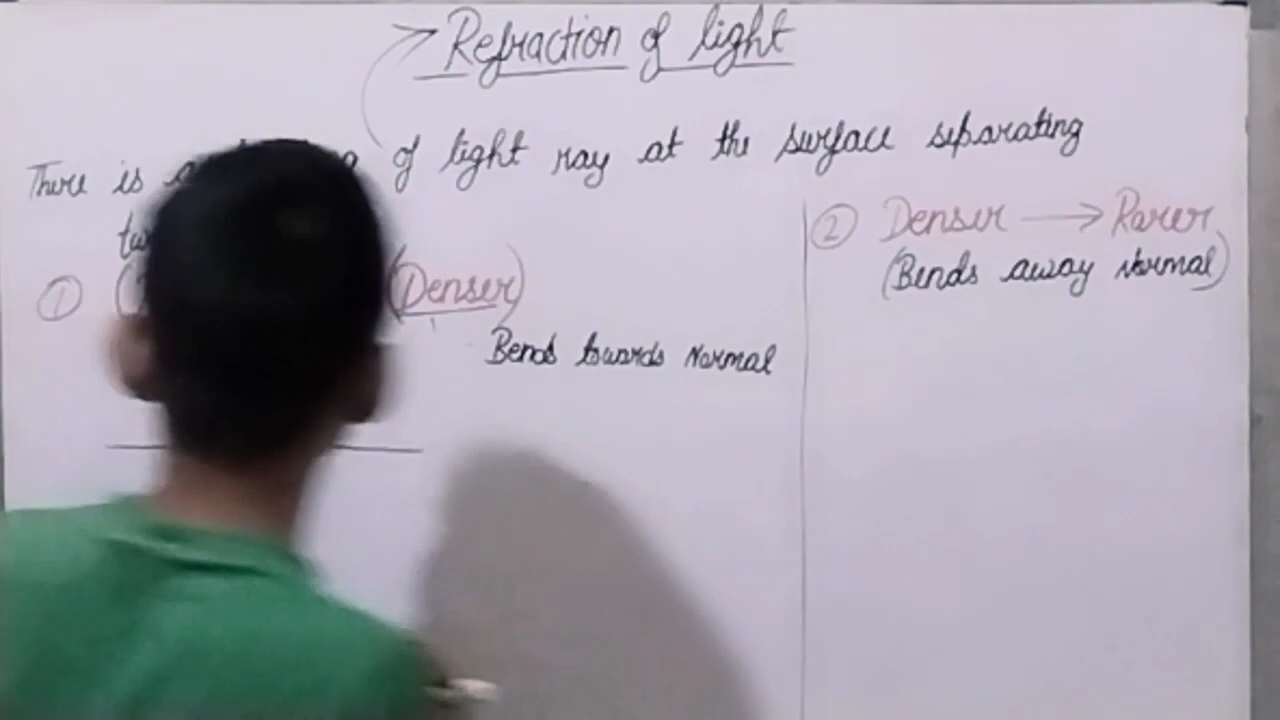 Refraction of light
There is of light ray at the surface separating
① (Denser)
Bends towards Normal
② Denser → Rarer
(Bends away normal)